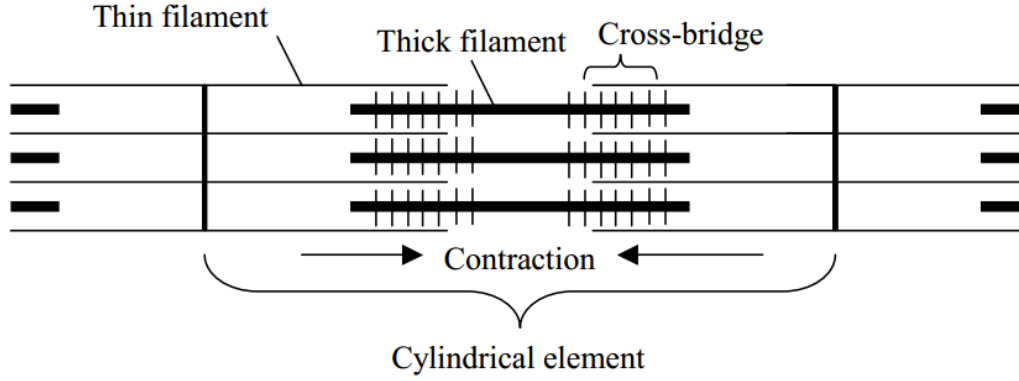 Thin filament
Thick filament
Cross-bridge
Contraction
Cylindrical element